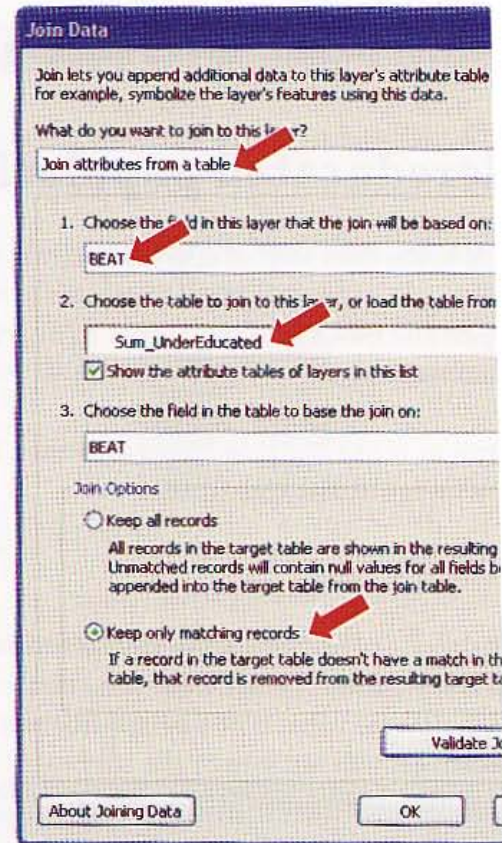 Join Data
Join lets you append additional data to this layer's attribute table
for example, symbolize the layer's features using this data.
What do you want to join to this
Join attributes from a table
1. Choose the in this layer that the join will be based on:
BEAT
2. Choose the table to join to this or load the table from
Sum_UnderEducated
Show the attribute tables of layers in this list
3. Choose the field in the table to base the join on:
BEAT
Join Options
Keep all records
All records in the target table are shown in the resulting
Unmatched records will contain null values for all fields
appended into the target table from the join table.
Keep only matching records
If a record in the target table doesn't have a match in
table, that record is removed from the resulting target
Validate
About Joining Data
OK